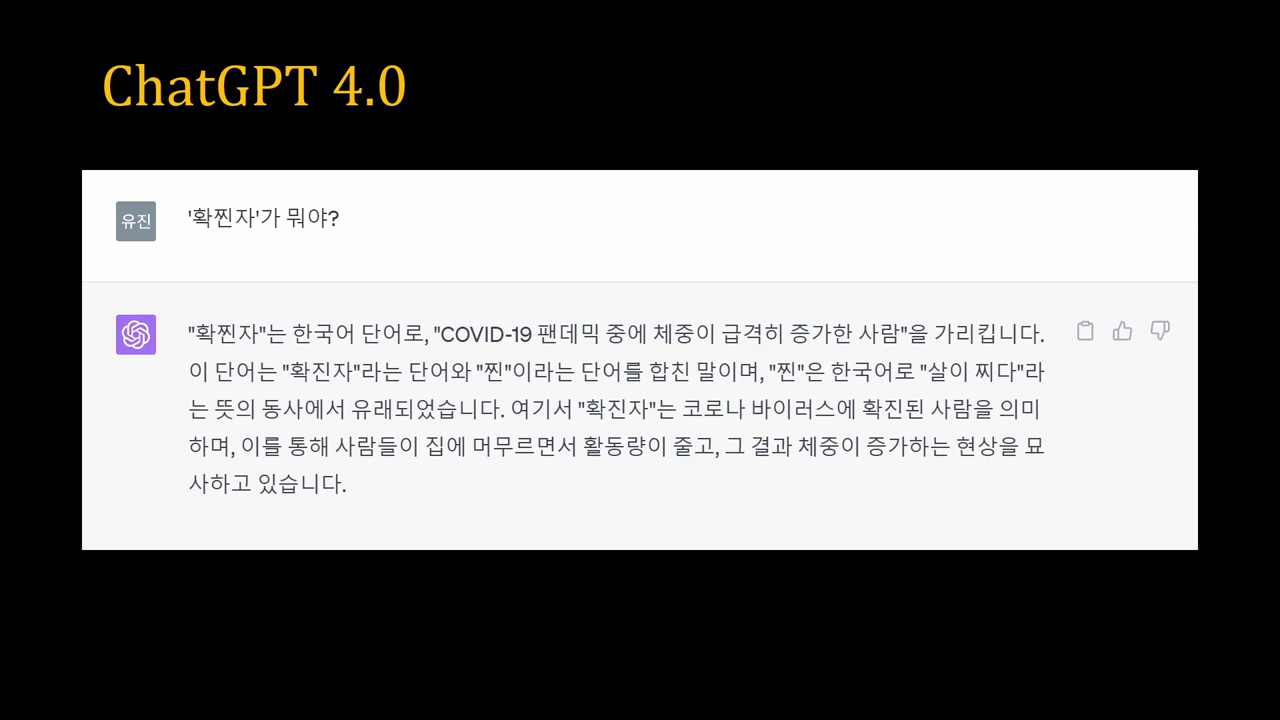 ChatGPT 4.0
유진
'확찐자'가 뭐야?
"확찐자"는 한국어 단어로, "COVID-19 팬데믹 중에 체중이 급격히 증가한 사람"을 가리킵니다.
이 단어는 "확진자"라는 단어와 "찐"이라는 단어를 합친 말이며, "찐"은 한국어로 "살이 찌다"라
는 뜻의 동사에서 유래되었습니다. 여기서 "확진자"는 코로나 바이러스에 확진된 사람을 의미
하며, 이를 통해 사람들이 집에 머무르면서 활동량이 줄고, 그 결과 체중이 증가하는 현상을 묘
사하고 있습니다.